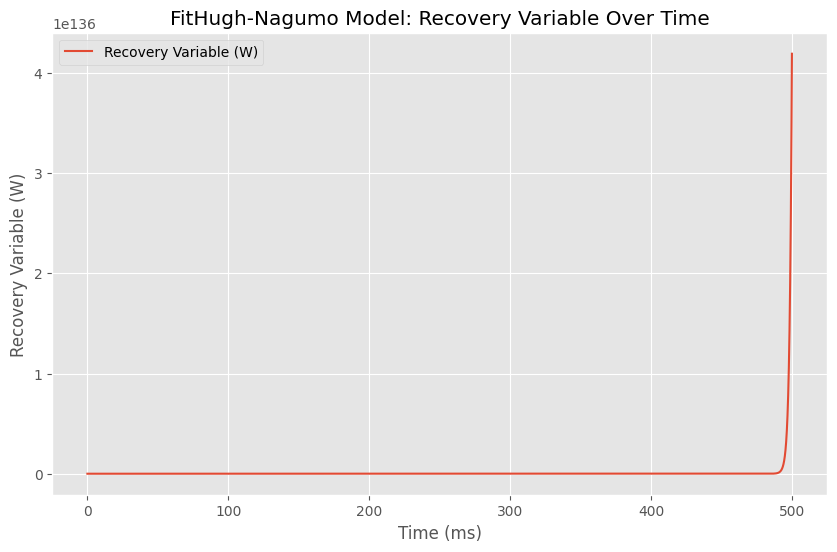 FitHugh-Nagumo Model: Recovery Variable Over Time
1e136
Recovery Variable (W)
4
3
2
1
0
Recovery Variable (W)
0 100 200 300 400 500
Time (ms)